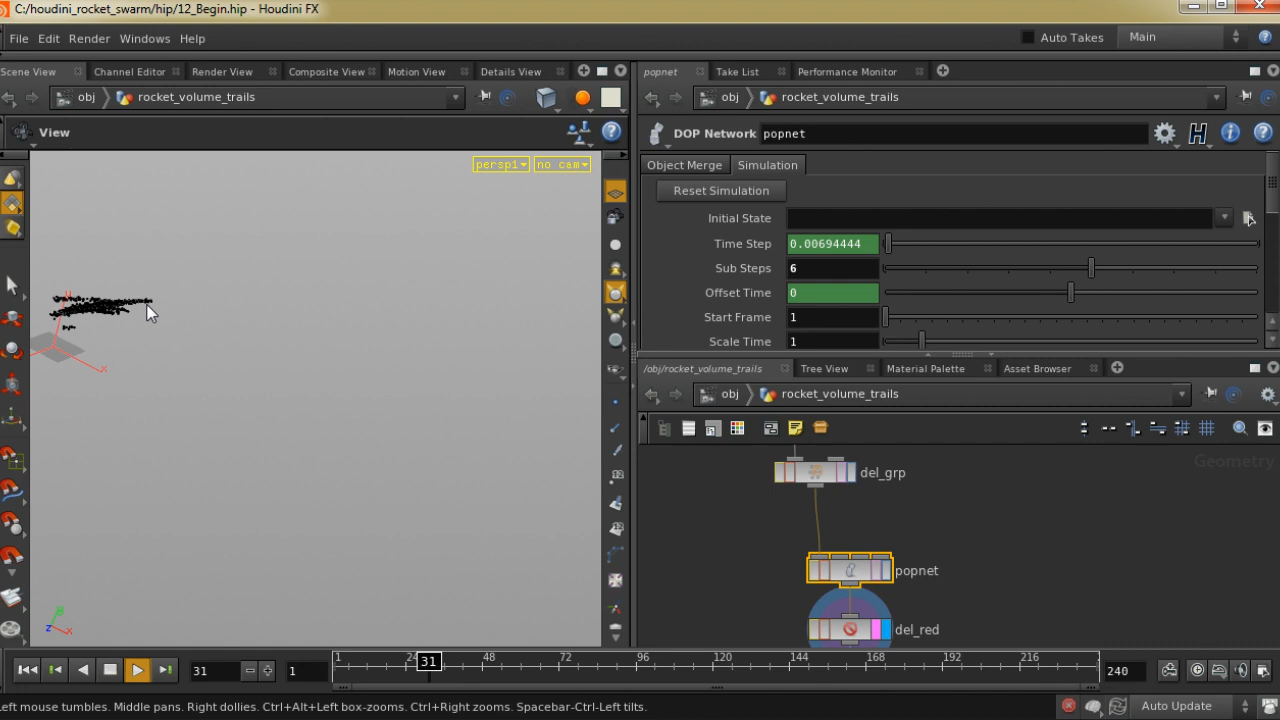 C:/houdini_rocket_swarm/hip/12_Begin.hip - Houdini FX
File Edit Render Windows Help
Auto Takes Main
Scene View Channel Editor Render View Composite View Motion View Details View
popnet Take List Performance Monitor
obj rocket_volume_trails
obj rocket_volume_trails
View
DOP Network popnet
persp1 no cam
Object Merge Simulation
Reset Simulation
Initial State
Time Step 0.00694444
Sub Steps 6
Offset Time 0
Start Frame 1
Scale Time 1
/obj/rocket_volume_trails Tree View Material Palette Asset Browser
obj rocket_volume_trails
Geometry
del_grp
popnet
del_red
x
z x
31 1
1 24 31 48 72 96 120 144 168 192 216
240
Left mouse tumbles. Middle pans. Right dollies. Ctrl+Alt+Left box-zooms. Ctrl+Right zooms. Spacebar-Ctrl-Left tilts.
Auto Update